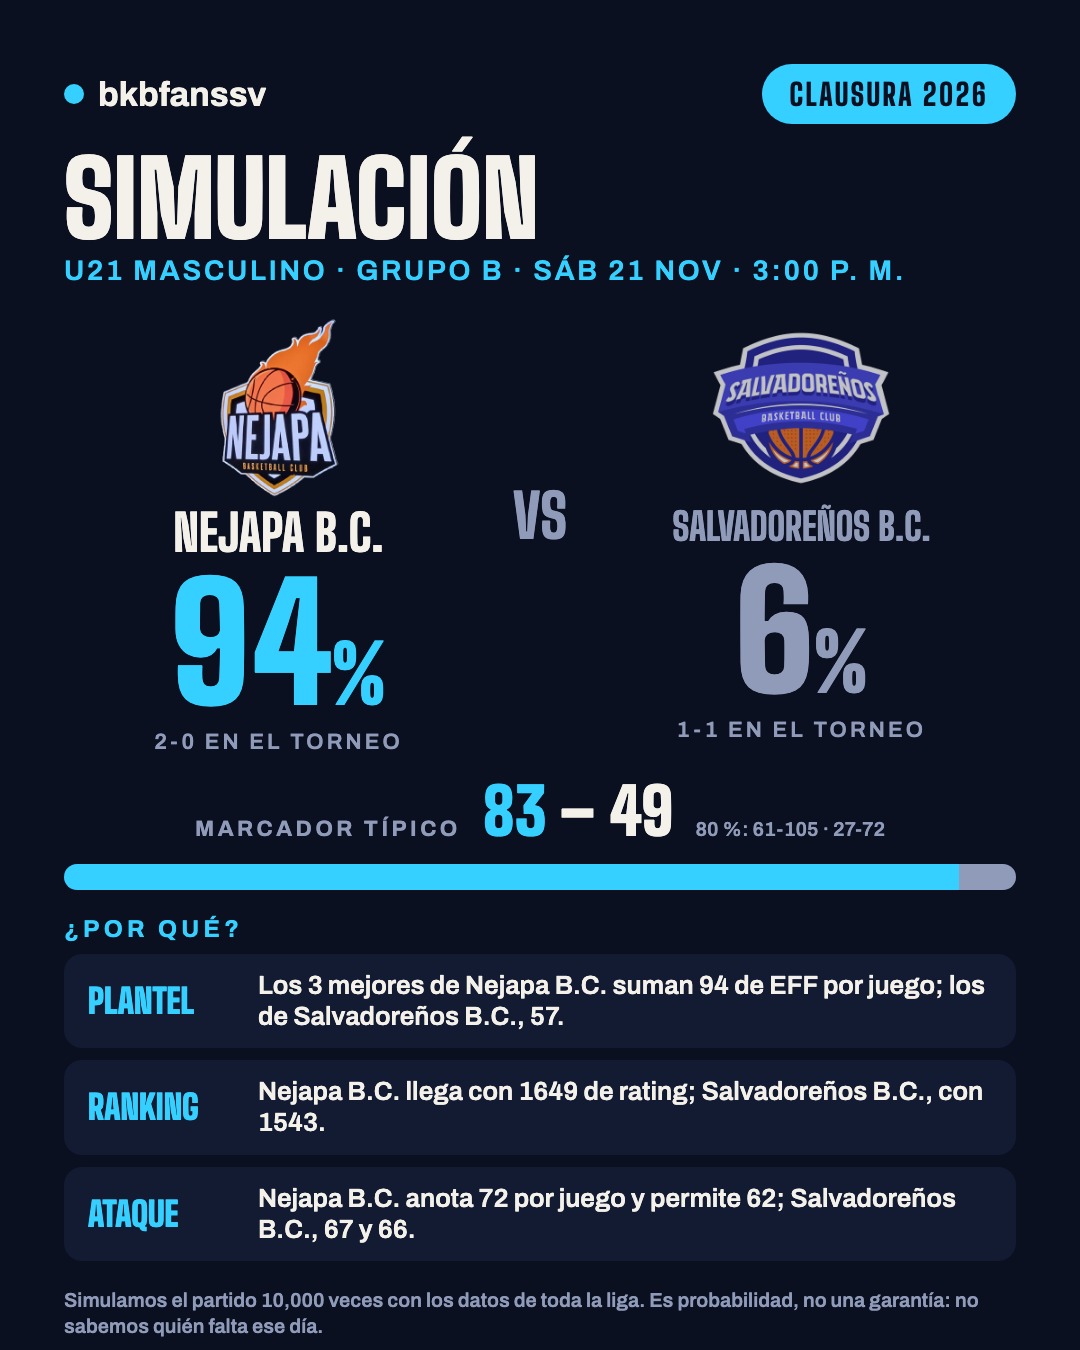 bkbfanssv
CLAUSURA 2026
SIMULACIÓN
U21 MASCULINO · GRUPO B · SÁB 21 NOV · 3:00 P. M.
NEJAPA
BASKETBALL CLUB
SALVADOREÑOS
BASKETBALL CLUB
NEJAPA B.C.
VS
SALVADOREÑOS B.C.
94%
6%
2-0 EN EL TORNEO
1-1 EN EL TORNEO
MARCADOR TÍPICO 83 – 49 80 %: 61-105 · 27-72
¿POR QUÉ?
PLANTEL
Los 3 mejores de Nejapa B.C. suman 94 de EFF por juego; los
de Salvadoreños B.C., 57.
RANKING
Nejapa B.C. llega con 1649 de rating; Salvadoreños B.C., con
1543.
ATAQUE
Nejapa B.C. anota 72 por juego y permite 62; Salvadoreños
B.C., 67 y 66.
Simulamos el partido 10,000 veces con los datos de toda la liga. Es probabilidad, no una garantía: no
sabemos quién falta ese día.